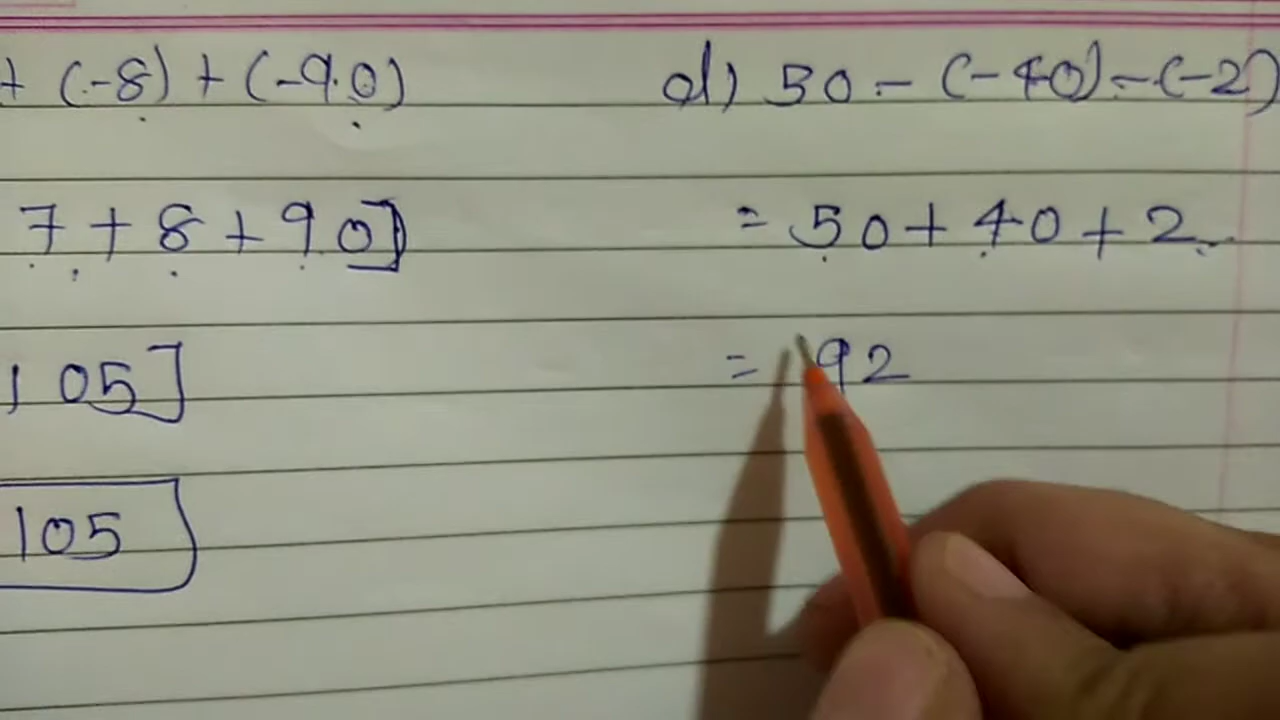 + (-8) + (-90)
7 + 8 + 90]
105]
105
d) 50 - (-40) - (-2)
= 50 + 40 + 2
= 92